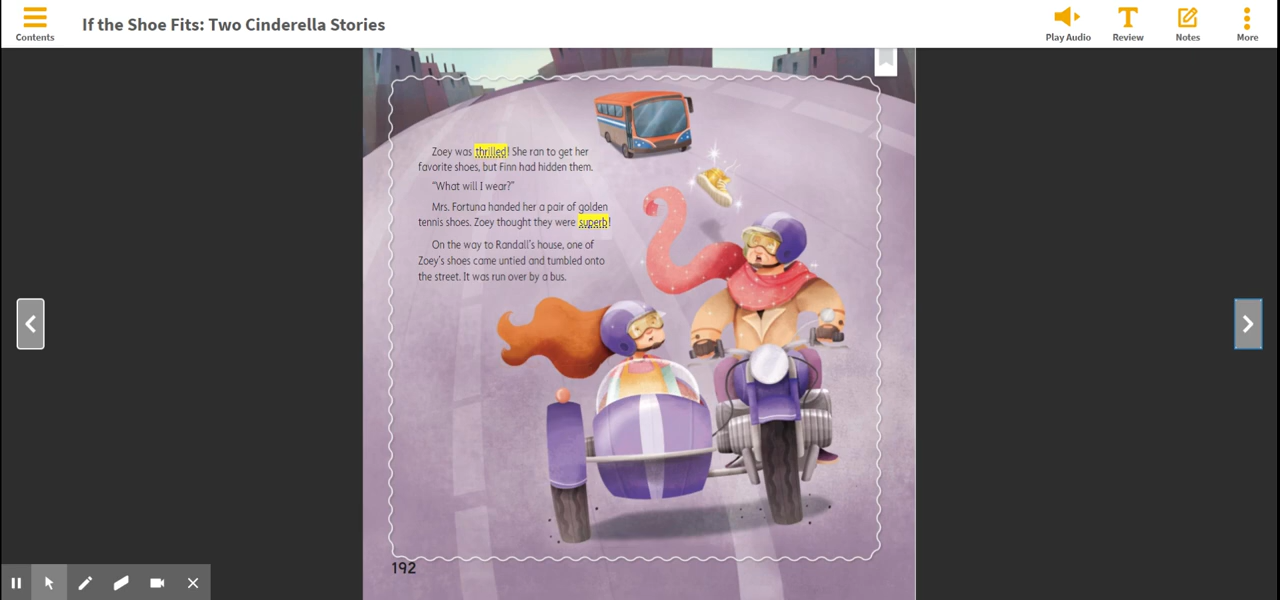 Contents
If the Shoe Fits: Two Cinderella Stories
Play Audio
Review
Notes
More
Zoey was thrilled! She ran to get her
favorite shoes, but Finn had hidden them.
“What will I wear?”
Mrs. Fortuna handed her a pair of golden
tennis shoes. Zoey thought they were superb!
On the way to Randall’s house, one of
Zoey’s shoes came untied and tumbled onto
the street. It was run over by a bus.
192